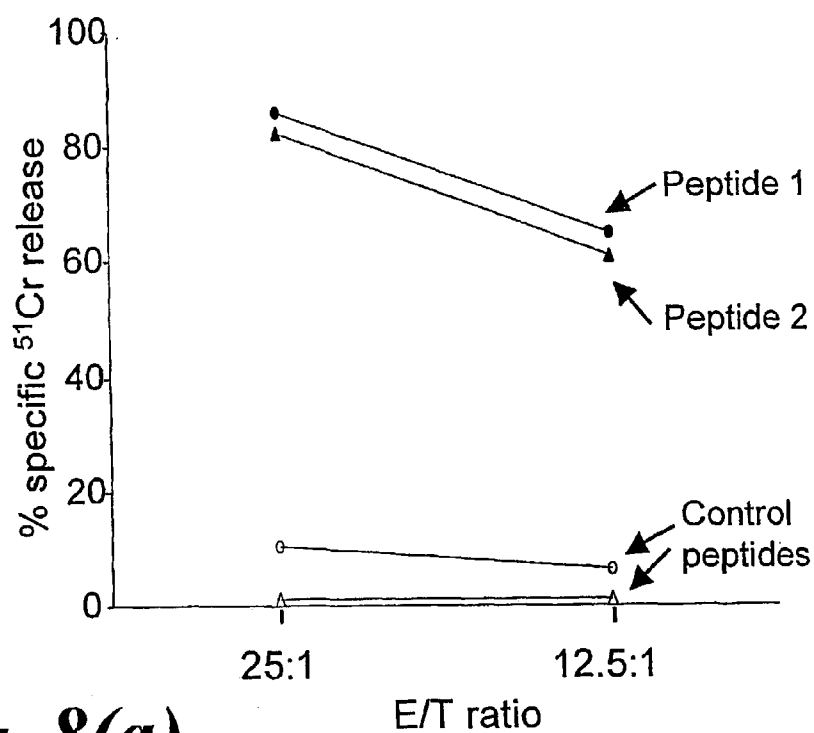 100
80
60
40
20
0
% specific ⁵¹Cr release
Peptide 1
Peptide 2
Control
peptides
25:1
12.5:1
E/T ratio
8(a)